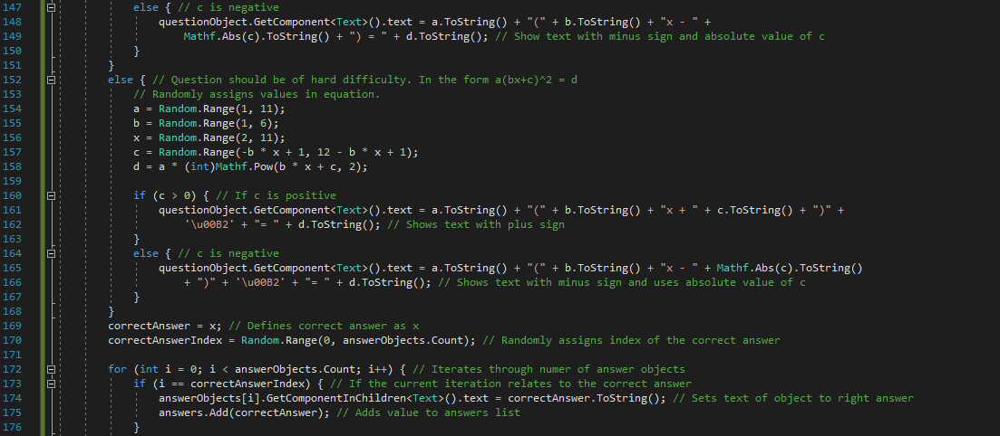 147 else { // c is negative
148 questionObject.GetComponent<Text>().text = a.ToString() + "(" + b.ToString() + "x - " +
149 Mathf.Abs(c).ToString() + ") = " + d.ToString(); // Show text with minus sign and absolute value of c
150 }
151 }
152 else { // Question should be of hard difficulty. In the form a(bx+c)^2 = d
153 // Randomly assigns values in equation.
154 a = Random.Range(1, 11);
155 b = Random.Range(1, 6);
156 x = Random.Range(2, 11);
157 c = Random.Range(-b * x + 1, 12 - b * x + 1);
158 d = a * (int)Mathf.Pow(b * x + c, 2);
159
160 if (c > 0) { // If c is positive
161 questionObject.GetComponent<Text>().text = a.ToString() + "(" + b.ToString() + "x + " + c.ToString() + ")" +
162 '\u00B2' + "= " + d.ToString(); // Shows text with plus sign
163 }
164 else { // c is negative
165 questionObject.GetComponent<Text>().text = a.ToString() + "(" + b.ToString() + "x - " + Mathf.Abs(c).ToString()
166 + ")" + '\u00B2' + "= " + d.ToString(); // Shows text with minus sign and uses absolute value of c
167 }
168 }
169 correctAnswer = x; // Defines correct answer as x
170 correctAnswerIndex = Random.Range(0, answerObjects.Count); // Randomly assigns index of the correct answer
171
172 for (int i = 0; i < answerObjects.Count; i++) { // Iterates through numer of answer objects
173 if (i == correctAnswerIndex) { // If the current iteration relates to the correct answer
174 answerObjects[i].GetComponentInChildren<Text>().text = correctAnswer.ToString(); // Sets text of object to right answer
175 answers.Add(correctAnswer); // Adds value to answers list
176 }